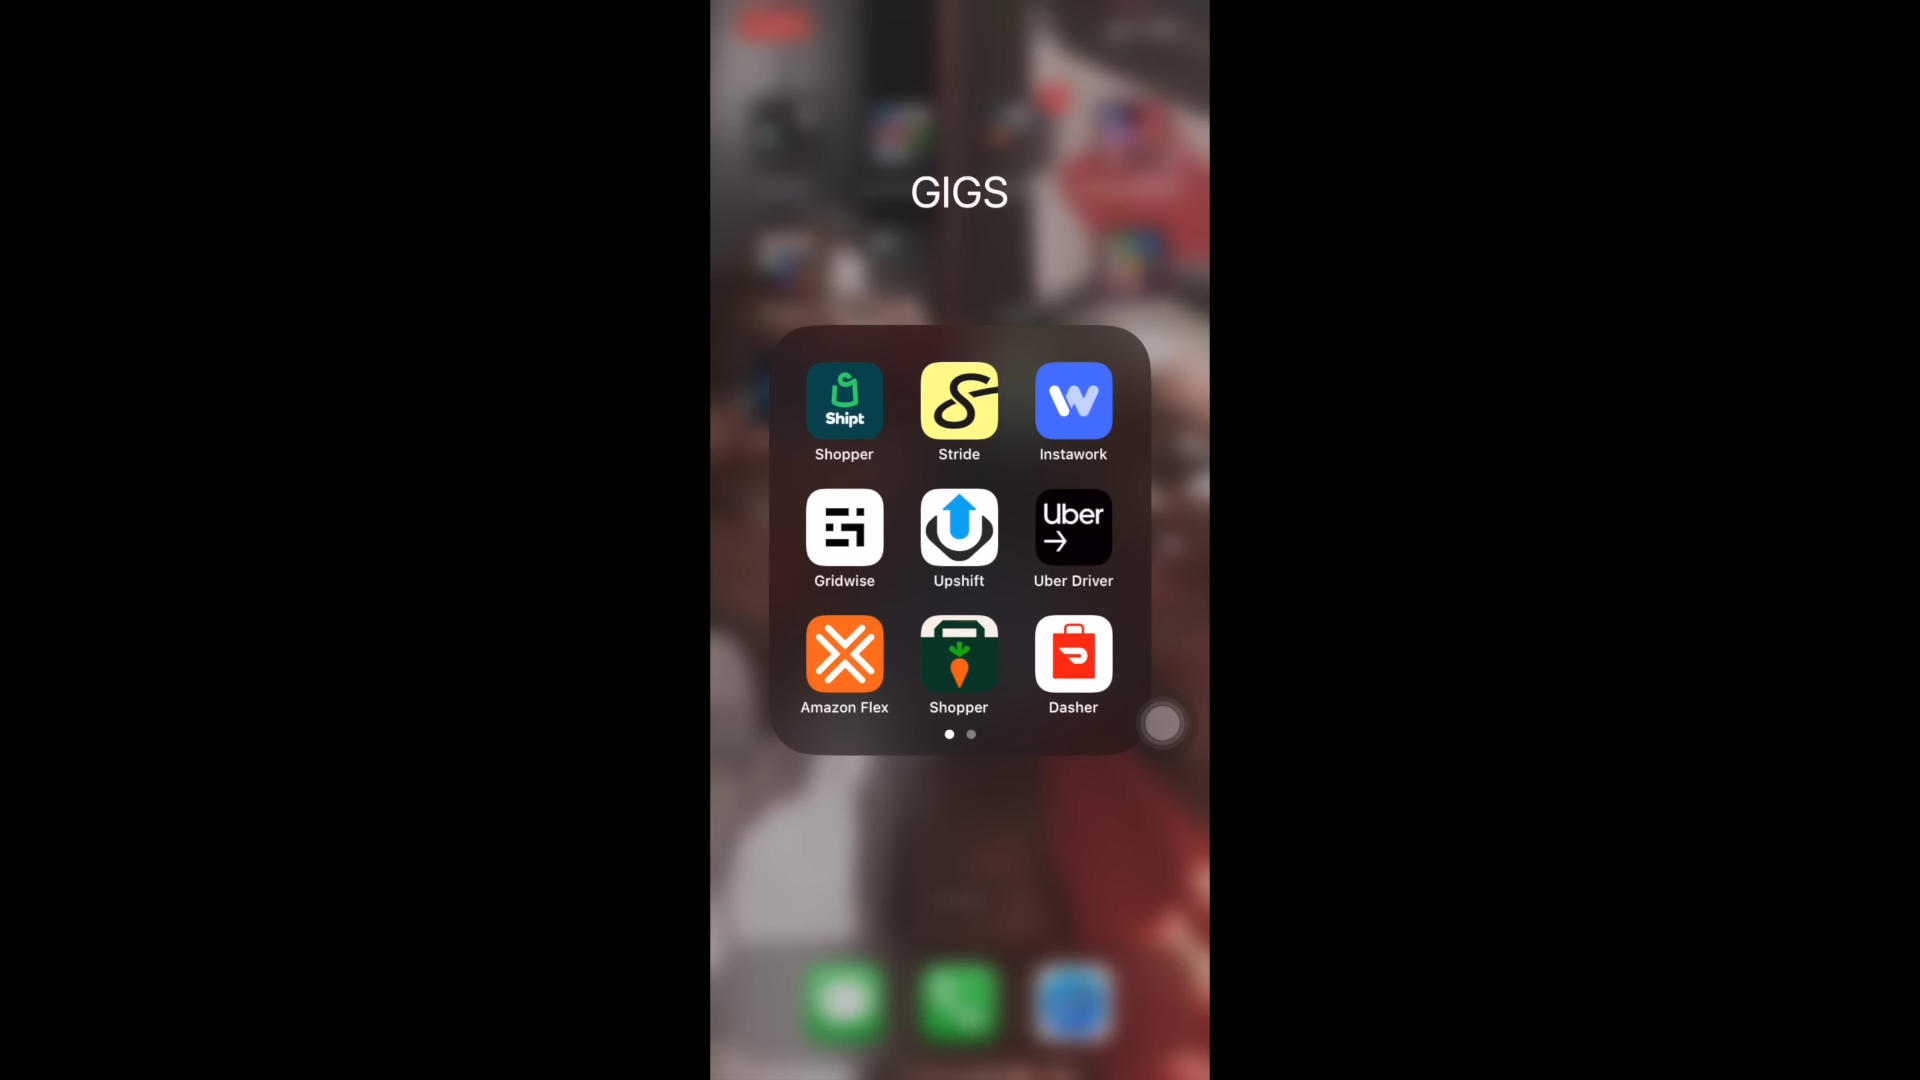 GIGS
Shipt
Shopper
Stride
Instawork
Uber
Gridwise
Upshift
Uber Driver
Amazon Flex
Shopper
Dasher